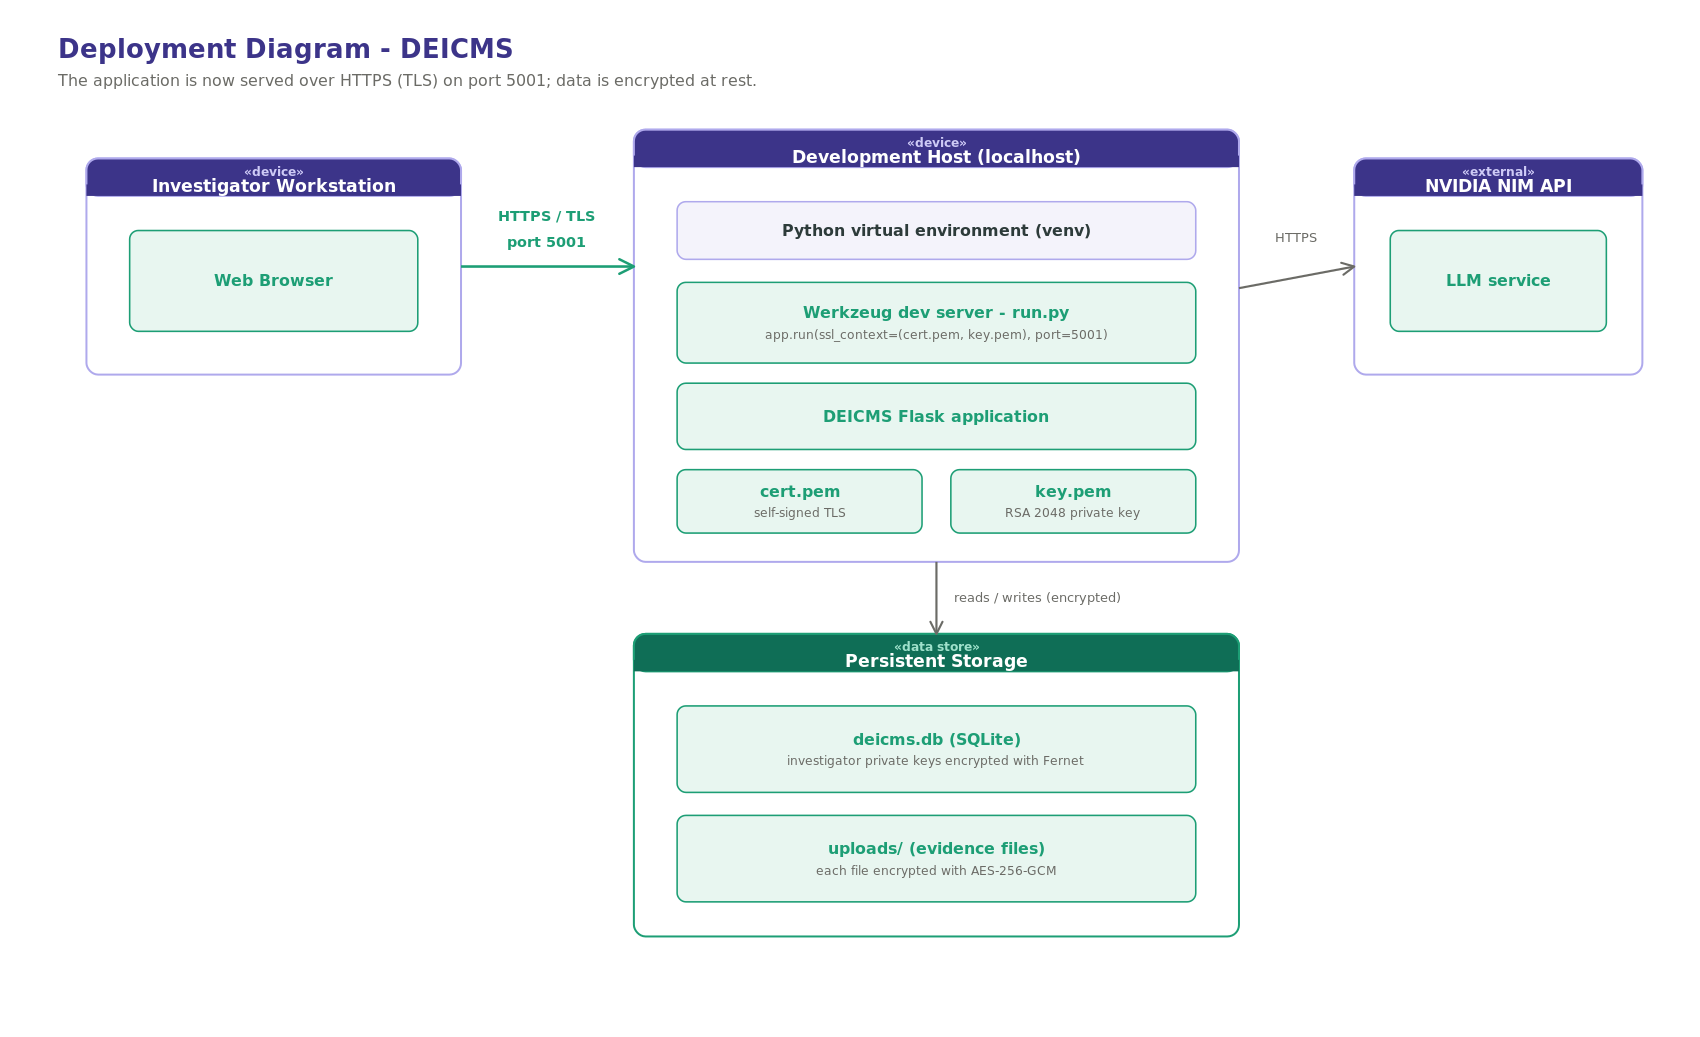 Deployment Diagram - DEICMS
The application is now served over HTTPS (TLS) on port 5001; data is encrypted at rest.
«device»
Investigator Workstation
Web Browser
HTTPS / TLS
port 5001
«device»
Development Host (localhost)
Python virtual environment (venv)
Werkzeug dev server - run.py
app.run(ssl_context=(cert.pem, key.pem), port=5001)
DEICMS Flask application
cert.pem
self-signed TLS
key.pem
RSA 2048 private key
HTTPS
«external»
NVIDIA NIM API
LLM service
reads / writes (encrypted)
«data store»
Persistent Storage
deicms.db (SQLite)
investigator private keys encrypted with Fernet
uploads/ (evidence files)
each file encrypted with AES-256-GCM